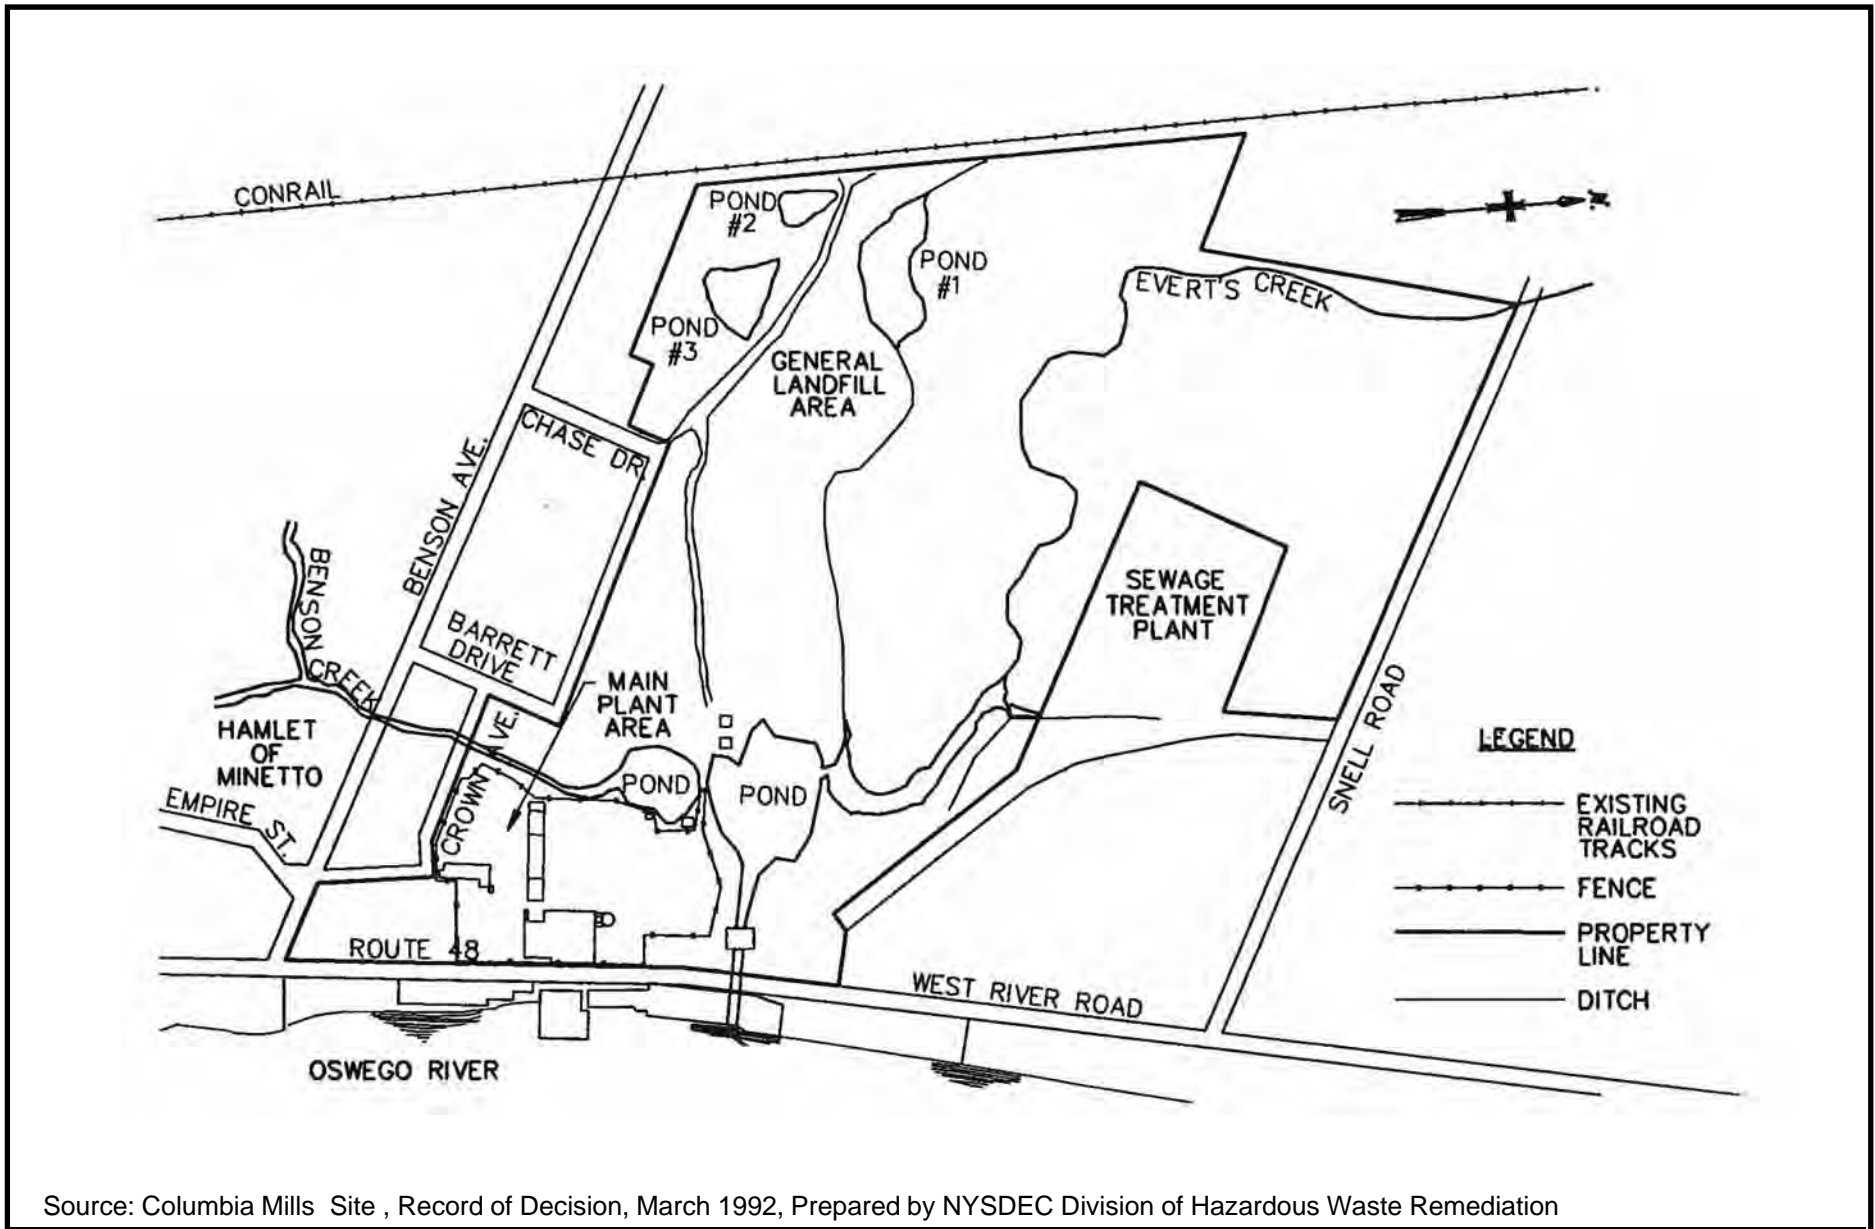 CONRAIL
POND
#2
POND
#1
POND
#3
N
EVERT'S CREEK
GENERAL
LANDFILL
AREA
CHASE DR.
BENSON AVE.
BENSON
CREEK
BARRETT
DRIVE
SEWAGE
TREATMENT
PLANT
MAIN
PLANT
AREA
HAMLET
OF
MINETTO
EMPIRE ST.
CROWN AVE.
POND
POND
SNELL ROAD
ROUTE 48
WEST RIVER ROAD
OSWEGO RIVER
LEGEND
EXISTING
RAILROAD
TRACKS
FENCE
PROPERTY
LINE
DITCH
Source: Columbia Mills Site , Record of Decision, March 1992, Prepared by NYSDEC Division of Hazardous Waste Remediation